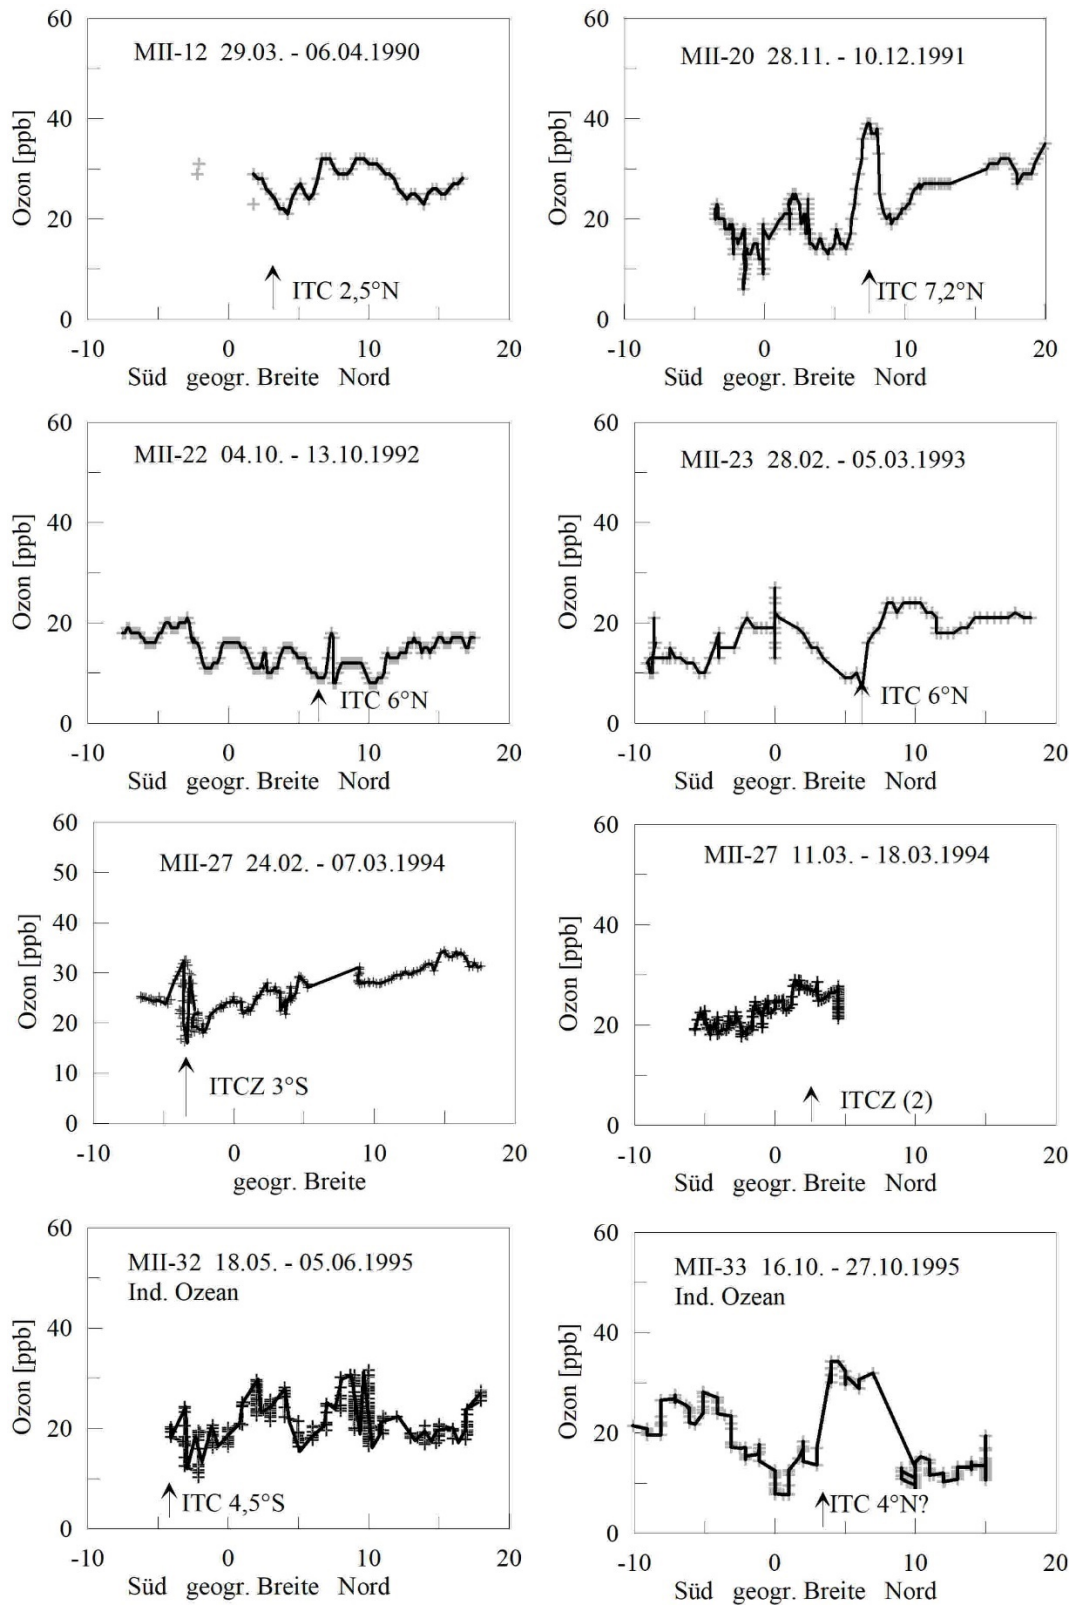 60
MII-12 29.03. - 06.04.1990
40
Ozon [ppb]
20
ITC 2,5°N
0
-10 0 10 20
Süd geogr. Breite Nord
60
MII-20 28.11. - 10.12.1991
40
Ozon [ppb]
20
ITC 7,2°N
0
-10 0 10 20
Süd geogr. Breite Nord
60
MII-22 04.10. - 13.10.1992
40
Ozon [ppb]
20
ITC 6°N
0
-10 0 10 20
Süd geogr. Breite Nord
60
MII-23 28.02. - 05.03.1993
40
Ozon [ppb]
20
ITC 6°N
0
-10 0 10 20
Süd geogr. Breite Nord
60
MII-27 24.02. - 07.03.1994
50
40
Ozon [ppb]
30
20
10
ITCZ 3°S
0
-10 0 10 20
geogr. Breite
60
MII-27 11.03. - 18.03.1994
40
Ozon [ppb]
20
ITCZ (2)
0
-10 0 10 20
Süd geogr. Breite Nord
60
MII-32 18.05. - 05.06.1995
Ind. Ozean
40
Ozon [ppb]
20
ITC 4,5°S
0
-10 0 10 20
Süd geogr. Breite Nord
60
MII-33 16.10. - 27.10.1995
Ind. Ozean
40
Ozon [ppb]
20
ITC 4°N?
0
-10 0 10 20
Süd geogr. Breite Nord